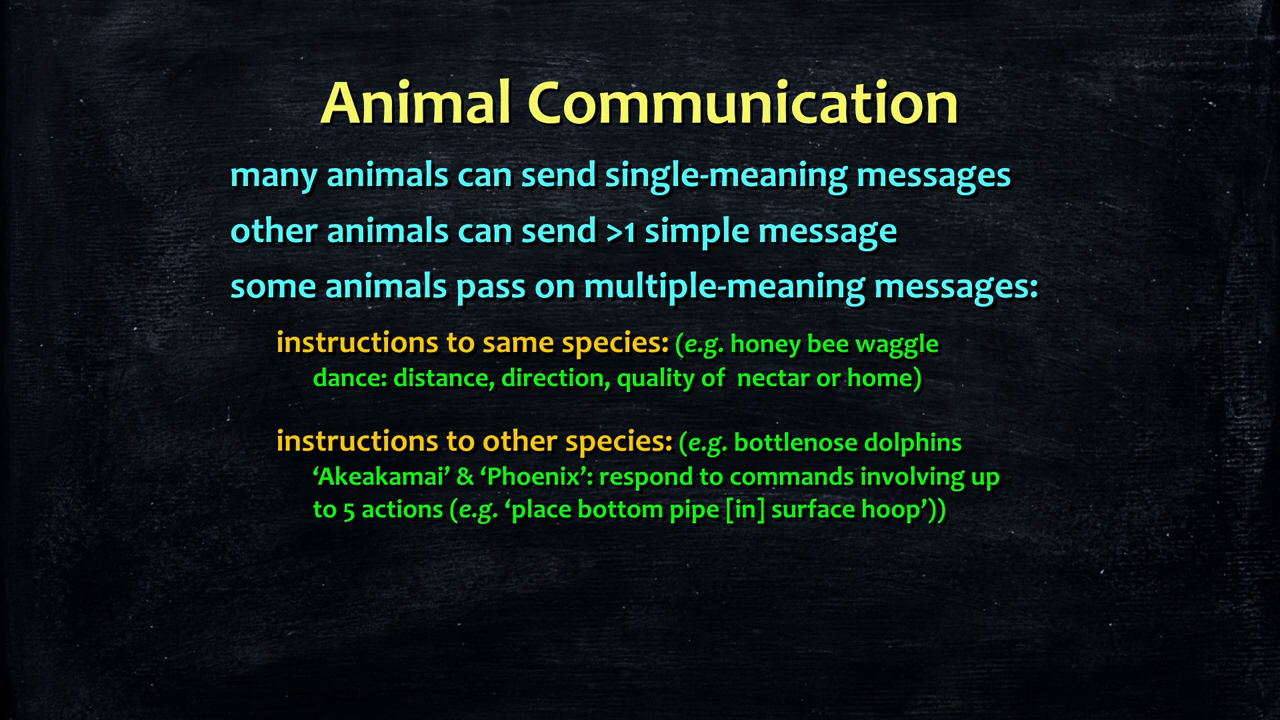 Animal Communication
many animals can send single-meaning messages
other animals can send >1 simple message
some animals pass on multiple-meaning messages:
instructions to same species: (e.g. honey bee waggle
dance: distance, direction, quality of  nectar or home)
instructions to other species: (e.g. bottlenose dolphins
‘Akeakamai’ & ‘Phoenix’: respond to commands involving up
to 5 actions (e.g. ‘place bottom pipe [in] surface hoop’))